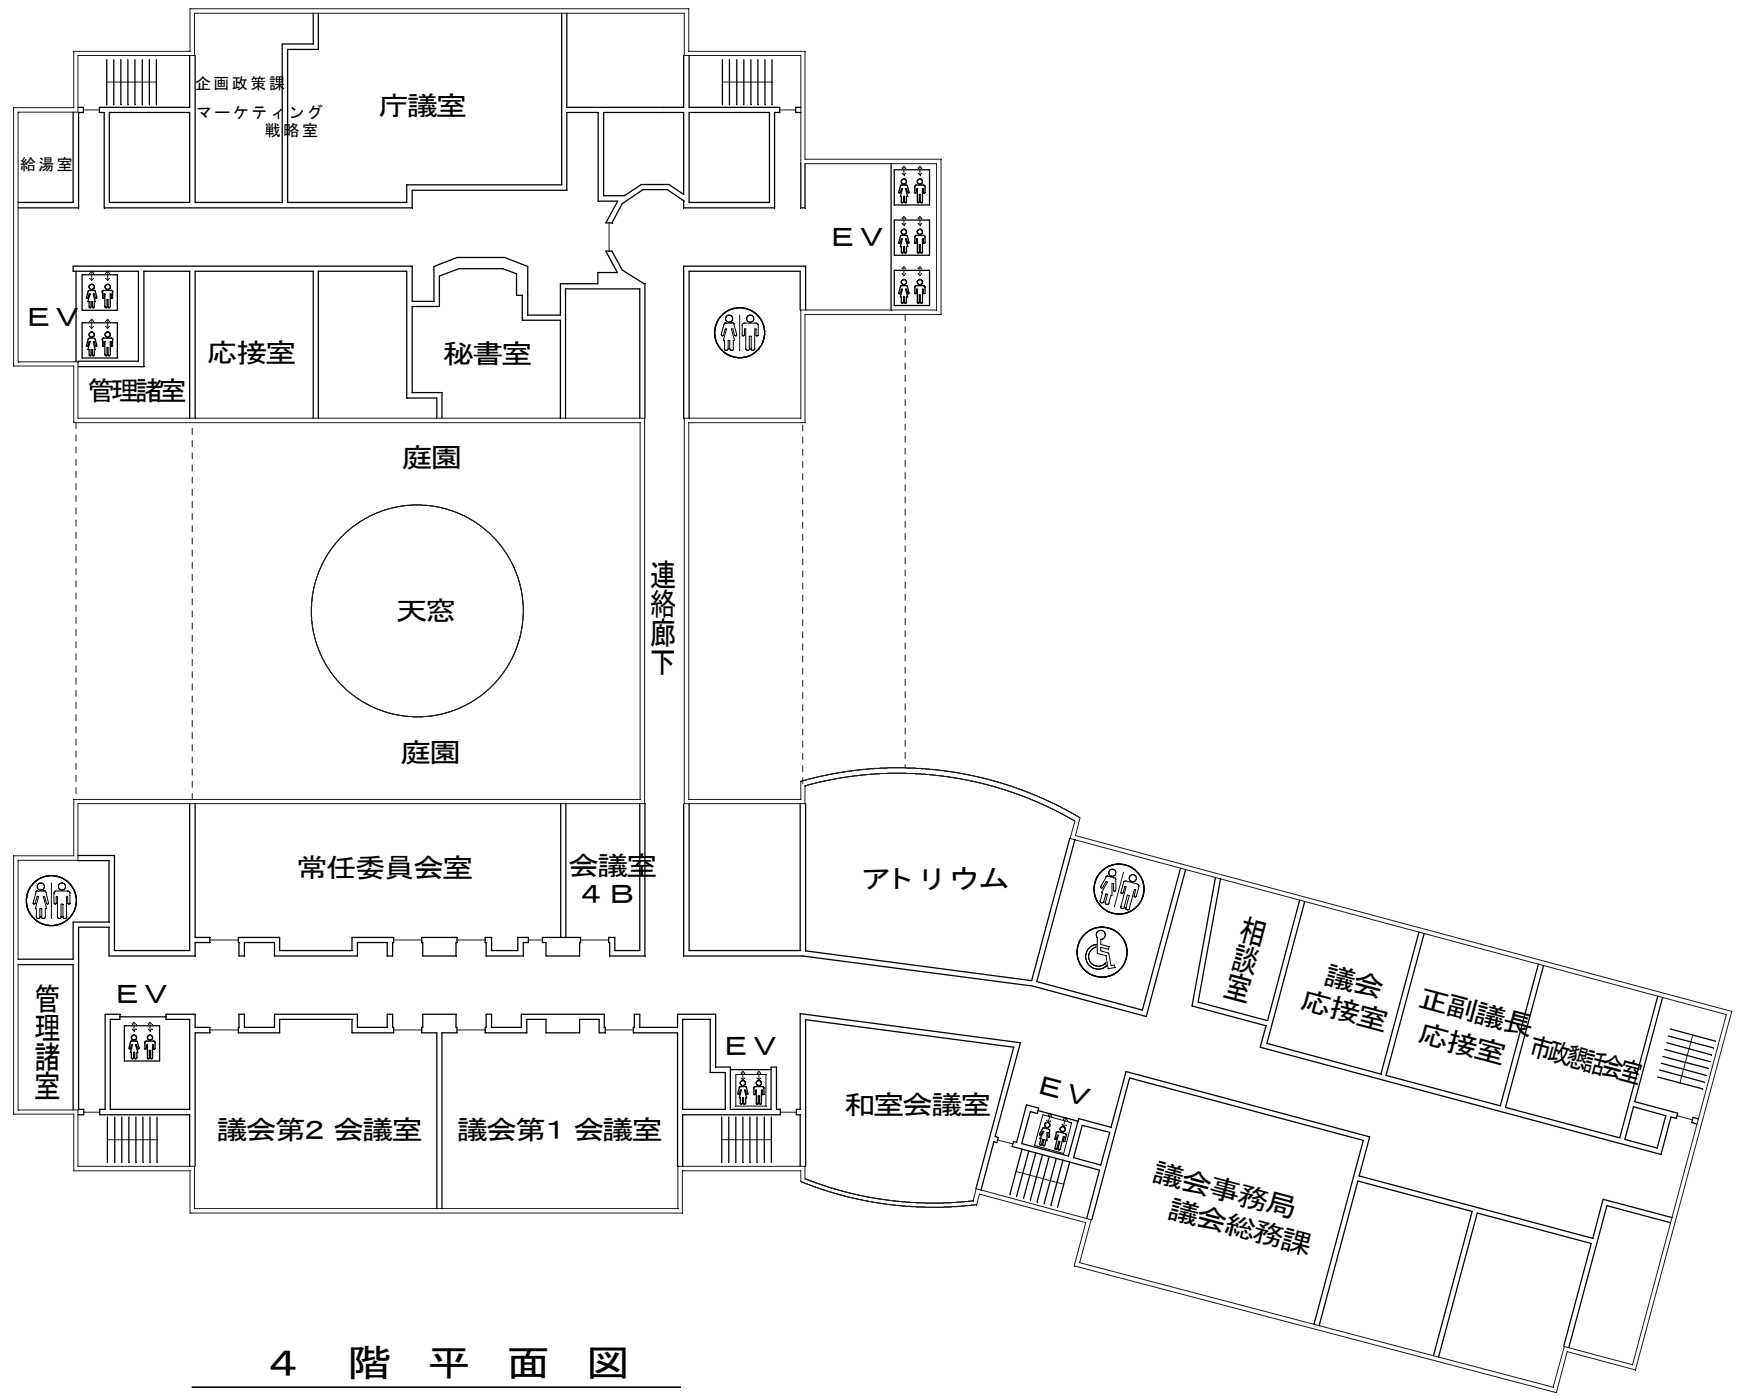 企画政策課
マーケティング
戦略室
庁議室
給湯室
EV
EV
管理諸室
応接室
秘書室
庭園
天窓
連絡廊下
庭園
常任委員会室
会議室
4B
アトリウム
相談室
議会
応接室
正副議長
応接室
市政懇話会室
管理諸室
EV
EV
EV
議会第2会議室
議会第1会議室
和室会議室
議会事務局
議会総務課
4階平面図